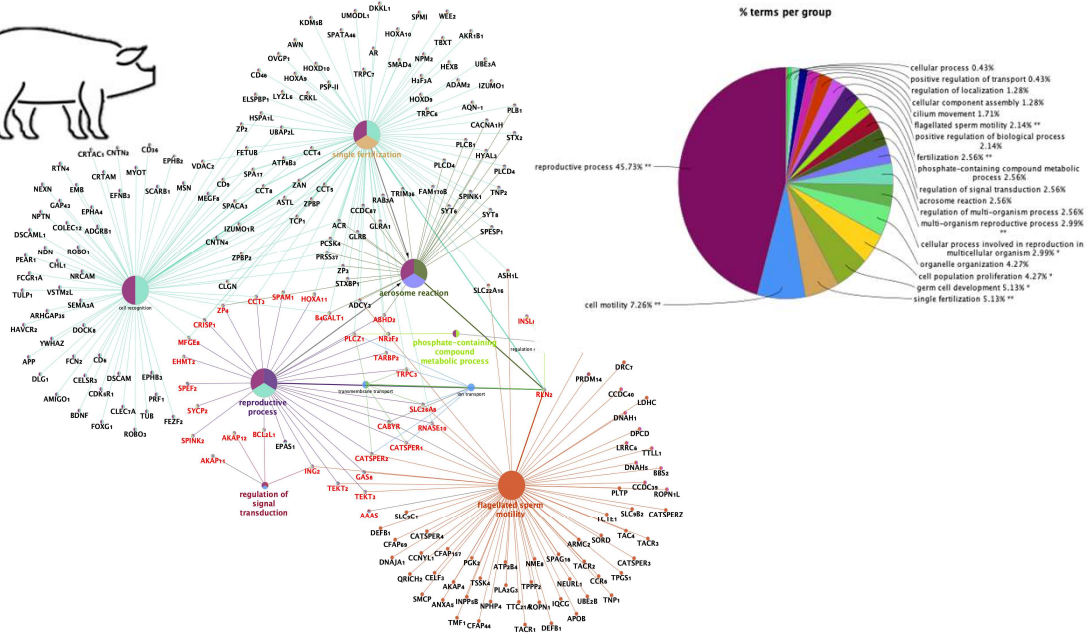 % terms per group
cellular process 0.43%
positive regulation of transport 0.43%
regulation of localization 1.28%
cellular component assembly 1.28%
cilium movement 1.71%
flagellated sperm motility 2.14% **
positive regulation of biological process
2.14%
fertilization 2.56% **
phosphate-containing compound metabolic
process 2.56%
regulation of signal transduction 2.56%
acrosome reaction 2.56%
regulation of multi-organism process 2.56%
multi-organism reproductive process 2.99%
**
cellular process involved in reproduction in
multicellular organism 2.99% *
organelle organization 4.27%
cell population proliferation 4.27% *
germ cell development 5.13% *
single fertilization 5.13% **
cell motility 7.26% **
reproductive process 45.73% **
DKKL1
UMODL1
SPMI
WEE2
KDM5B
SPATA46
HOXA10
AKR1B1
TBXT
AWN
AR
NPM2
OVGP1
SMAD4
UBE3A
HOXD10
TRPC7
HEXB
CD46
HOXA9
H3F3A
ADAM2
IZUMO1
PSP-II
LYZL6
CRKL
HOXD9
ELSPBP1
AQN-1
PLB1
TRPC6
HSPA1L
CACNA1H
ZP2
UBAP2L
STX2
PLCB1
FETUB
CCT4
HYAL3
ATP8B3
single fertilization
PLCD4
PLCD4
SPA17
CD9
ZAN
CCT5
TNP2
CCT8
TRIM36
FAM170B
SPINK1
ASTL
ZPBP
RAB3A
SPACA3
CCDC87
SYT6
SYT8
TCP1
ACR
GLRA1
SPESP1
IZUMO1R
GLRB
PCSK4
PRSS37
ZPBP2
ZP3
STXBP1
acrosome reaction
ASH1L
SLC22A16
CRTAC1
CNTN2
CD36
EPHB2
VDAC2
RTN4
MYOT
CRTAM
NEXN
EMB
SCARB1
MSN
EFNB3
MEGF8
GAP43
EPHA4
NPTN
COLEC12
DSCAML1
ADGRB1
CNTN4
NDN
ROBO1
PEAR1
CHL1
NRCAM
FCGR1A
TULP1
VSTM2L
SEMA3A
cell recognition
ARHGAP35
HAVCR2
DOCK8
YWHAZ
FCN2
CD6
APP
DLG1
CELSR3
DSCAM
EPHB3
AMIGO1
CDK5R1
PRF1
CLEC7A
TUB
BDNF
FEZF2
FOXG1
ROBO3
CLGN
CCT3
SPAM1
HOXA11
ADCY3
ZP4
B4GALT1
ABHD2
CRISP1
PLCZ1
NR2F2
MFGE8
TARBP2
EHMT2
TRPC3
SPEF2
SYCP2
SPINK2
AKAP12
BCL2L1
EPAS1
AKAP11
reproductive
process
phosphate-containing
compound
metabolic process
transmembrane transport
ion transport
RLN2
SLC26A8
CABYR
RNASE10
CATSPER1
CATSPER2
ING2
GAS8
TEKT2
TEKT3
AAAS
regulation of
signal
transduction
flagellated sperm
motility
DRC7
PRDM14
CCDC40
LDHC
DNAH1
DPCD
LRRC6
TTLL1
DNAH5
BBS2
CCDC39
PLTP
ROPN1L
SLC9B2
CATSPERZ
SLC9C1
DEFB1
CATSPER4
TAC4
SORD
TACR3
CFAP69
ARMC2
CCNYL1
CFAP157
DNAJA1
PGK2
ATP2B4
NME8
SPAG16
TACR2
CATSPER3
QRICH2
CELF3
TPGS1
AKAP4
TSSK4
TPPP2
NEURL1
CCR6
PLA2G3
SMCP
ANXA5
INPP5B
NPHP4
ROPN1
IQCG
UBE2B
TNP1
TMF1
CFAP44
APOB
TACR1
DEFB1